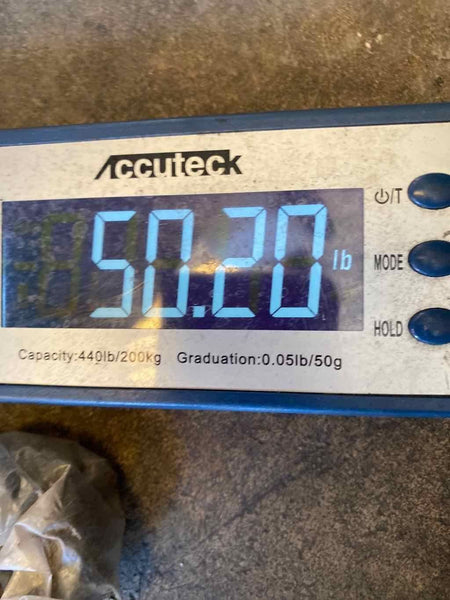 Accuteck
50.20 lb
⏻/T
MODE
HOLD
Capacity:440lb/200kg Graduation:0.05lb/50g